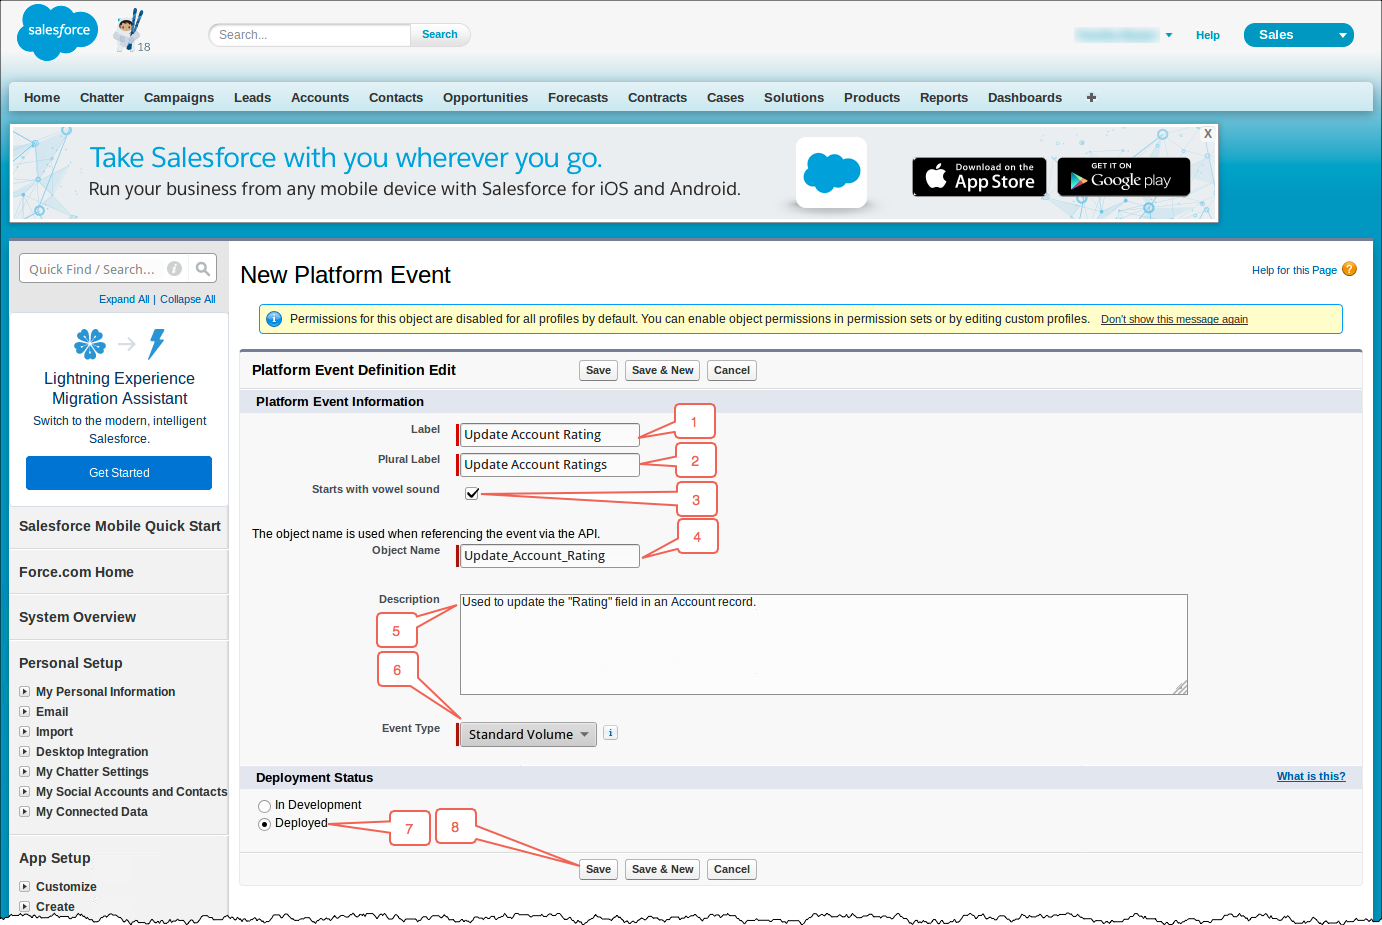 salesforce
18
Search...
Search
Help
Sales
Home Chatter Campaigns Leads Accounts Contacts Opportunities Forecasts Contracts Cases Solutions Products Reports Dashboards +
Take Salesforce with you wherever you go.
Run your business from any mobile device with Salesforce for iOS and Android.
Download on the
App Store
GET IT ON
Google play
X
Quick Find / Search...
Expand All | Collapse All
Lightning Experience
Migration Assistant
Switch to the modern, intelligent
Salesforce.
Get Started
Salesforce Mobile Quick Start
Force.com Home
System Overview
Personal Setup
My Personal Information
Email
Import
Desktop Integration
My Chatter Settings
My Social Accounts and Contacts
My Connected Data
App Setup
Customize
Create
New Platform Event
Help for this Page ?
Permissions for this object are disabled for all profiles by default. You can enable object permissions in permission sets or by editing custom profiles. Don't show this message again
Platform Event Definition Edit
Save
Save & New
Cancel
Platform Event Information
Label
Update Account Rating
1
Plural Label
Update Account Ratings
2
Starts with vowel sound
3
The object name is used when referencing the event via the API.
4
Object Name
Update_Account_Rating
Description
Used to update the "Rating" field in an Account record.
5
6
Event Type
Standard Volume
i
Deployment Status
What is this?
In Development
Deployed
7
8
Save
Save & New
Cancel